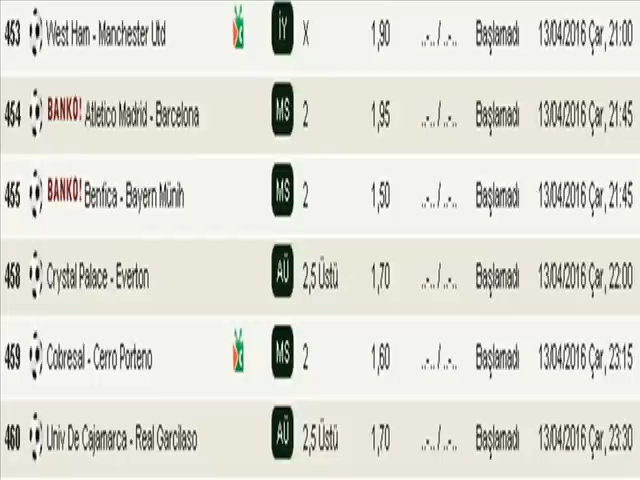 453 West Ham - Manchester Utd İY X 1,90 ..-.. / ..-.. Başlamadı 13/04/2016 Çar, 21:00
454 BANKO! Atletico Madrid - Barcelona MS 2 1,95 ..-.. / ..-.. Başlamadı 13/04/2016 Çar, 21:45
455 BANKO! Benfica - Bayern Münih MS 2 1,50 ..-.. / ..-.. Başlamadı 13/04/2016 Çar, 21:45
458 Crystal Palace - Everton AÜ 2,5 Üstü 1,70 ..-.. / ..-.. Başlamadı 13/04/2016 Çar, 22:00
459 Cobresal - Cerro Porteno MS 2 1,60 ..-.. / ..-.. Başlamadı 13/04/2016 Çar, 23:15
460 Univ De Cajamarca - Real Garcilaso AÜ 2,5 Üstü 1,70 ..-.. / ..-.. Başlamadı 13/04/2016 Çar, 23:30